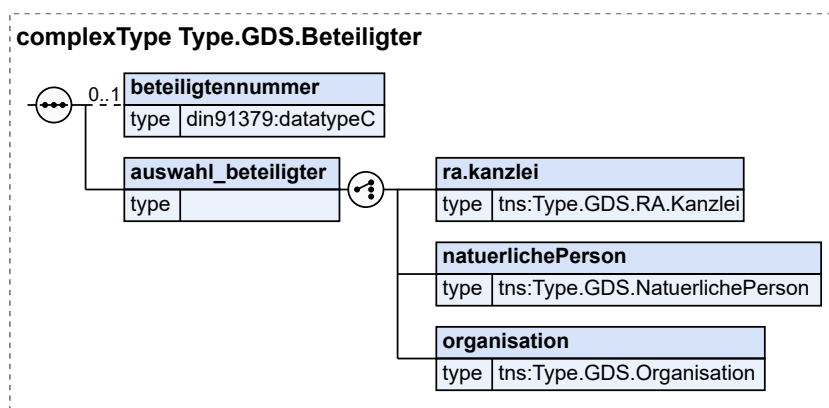 complexType Type.GDS.Beteiligter
0..1
beteiligtennummer
type din91379:datatypeC
auswahl_beteiligter
type
ra.kanzlei
type tns:Type.GDS.RA.Kanzlei
natuerlichePerson
type tns:Type.GDS.NatuerlichePerson
organisation
type tns:Type.GDS.Organisation